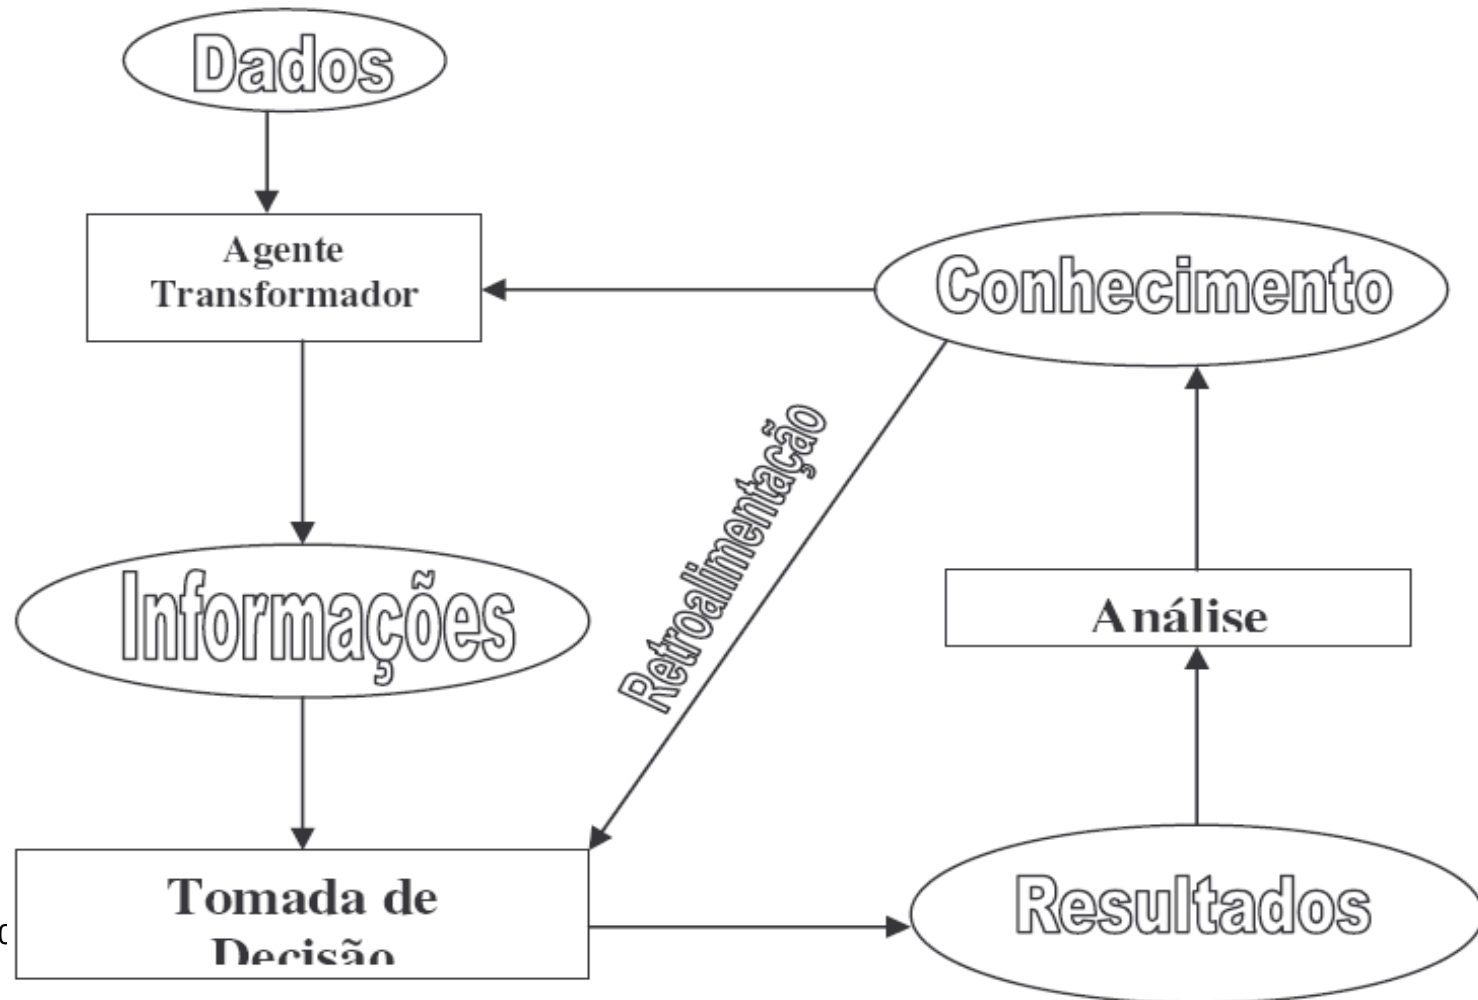 Dados
Agente
Transformador
Conhecimento
Retroalimentação
Informações
Análise
Tomada de
Decisão
Resultados